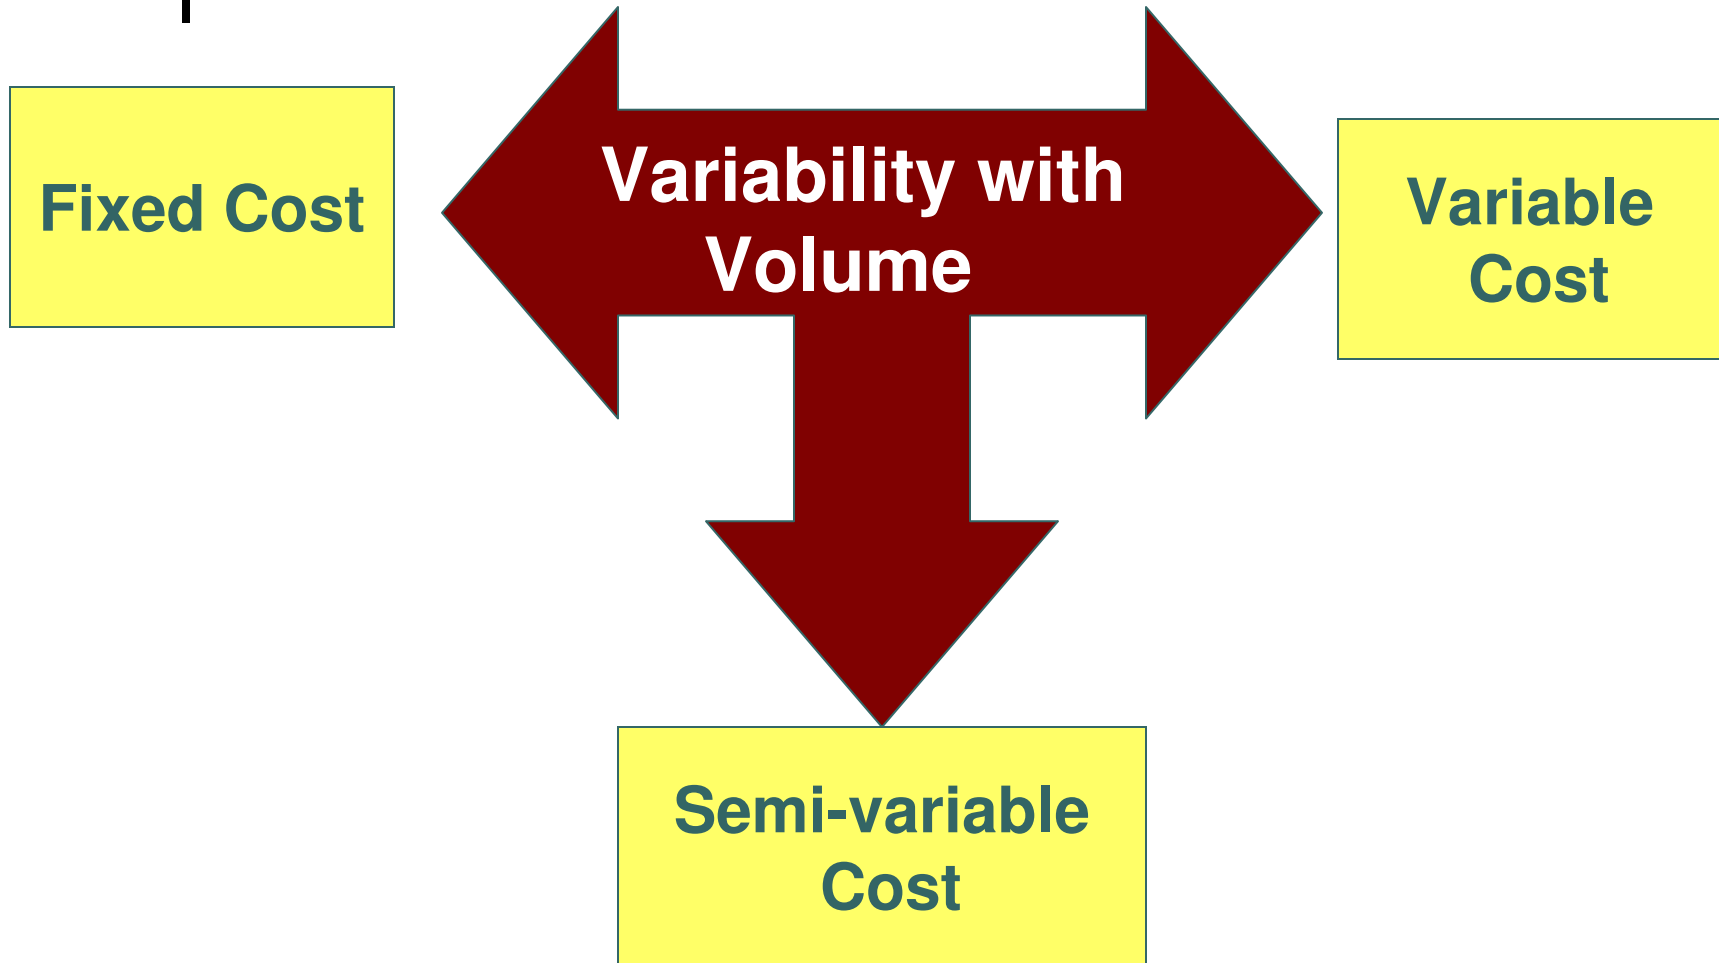 Fixed Cost
Variability with
Volume
Variable
Cost
Semi-variable
Cost